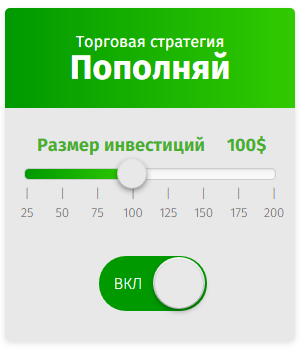 Торговая стратегия
Пополняй
Размер инвестиций 100$
25 50 75 100 125 150 175 200
ВКЛ